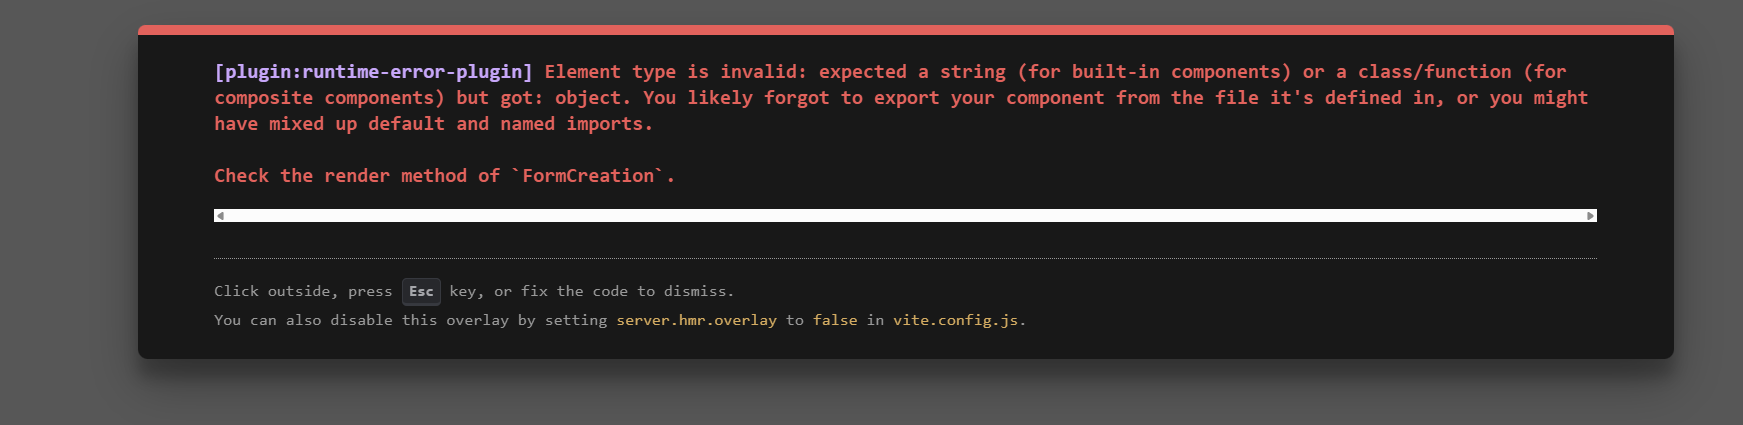 [plugin:runtime-error-plugin] Element type is invalid: expected a string (for built-in components) or a class/function (for
composite components) but got: object. You likely forgot to export your component from the file it's defined in, or you might
have mixed up default and named imports.
Check the render method of `FormCreation`.
Click outside, press Esc key, or fix the code to dismiss.
You can also disable this overlay by setting server.hmr.overlay to false in vite.config.js.